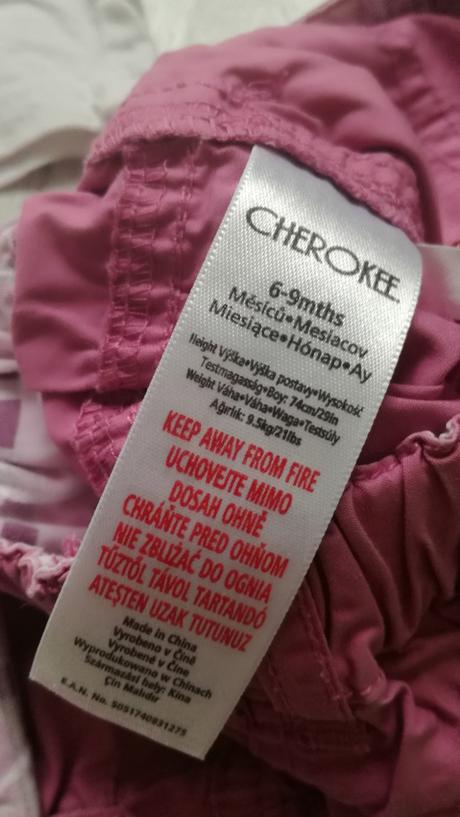 CHEROKEE
6-9mths
Měsíců•Mesiacov
Miesiące•Hónap•Ay
Height Výška•Výška postavy•Wysokość
Testmagasság•Boy: 74cm/29in
Weight Váha•Váha•Waga•Testsúly
Ağırlık: 9.5kg/21lbs
KEEP AWAY FROM FIRE
UCHOVEJTE MIMO
DOSAH OHNĚ
CHRÁŇTE PRED OHŇOM
NIE ZBLIŻAĆ DO OGNIA
TŰZTŐL TÁVOL TARTANDÓ
ATEŞTEN UZAK TUTUNUZ
Made in China
Vyrobeno v Číně
Vyrobené v Číne
Wyprodukowano w Chinach
Származási hely: Kína
Çin Malıdır
E.A.N. No. 5051740831275